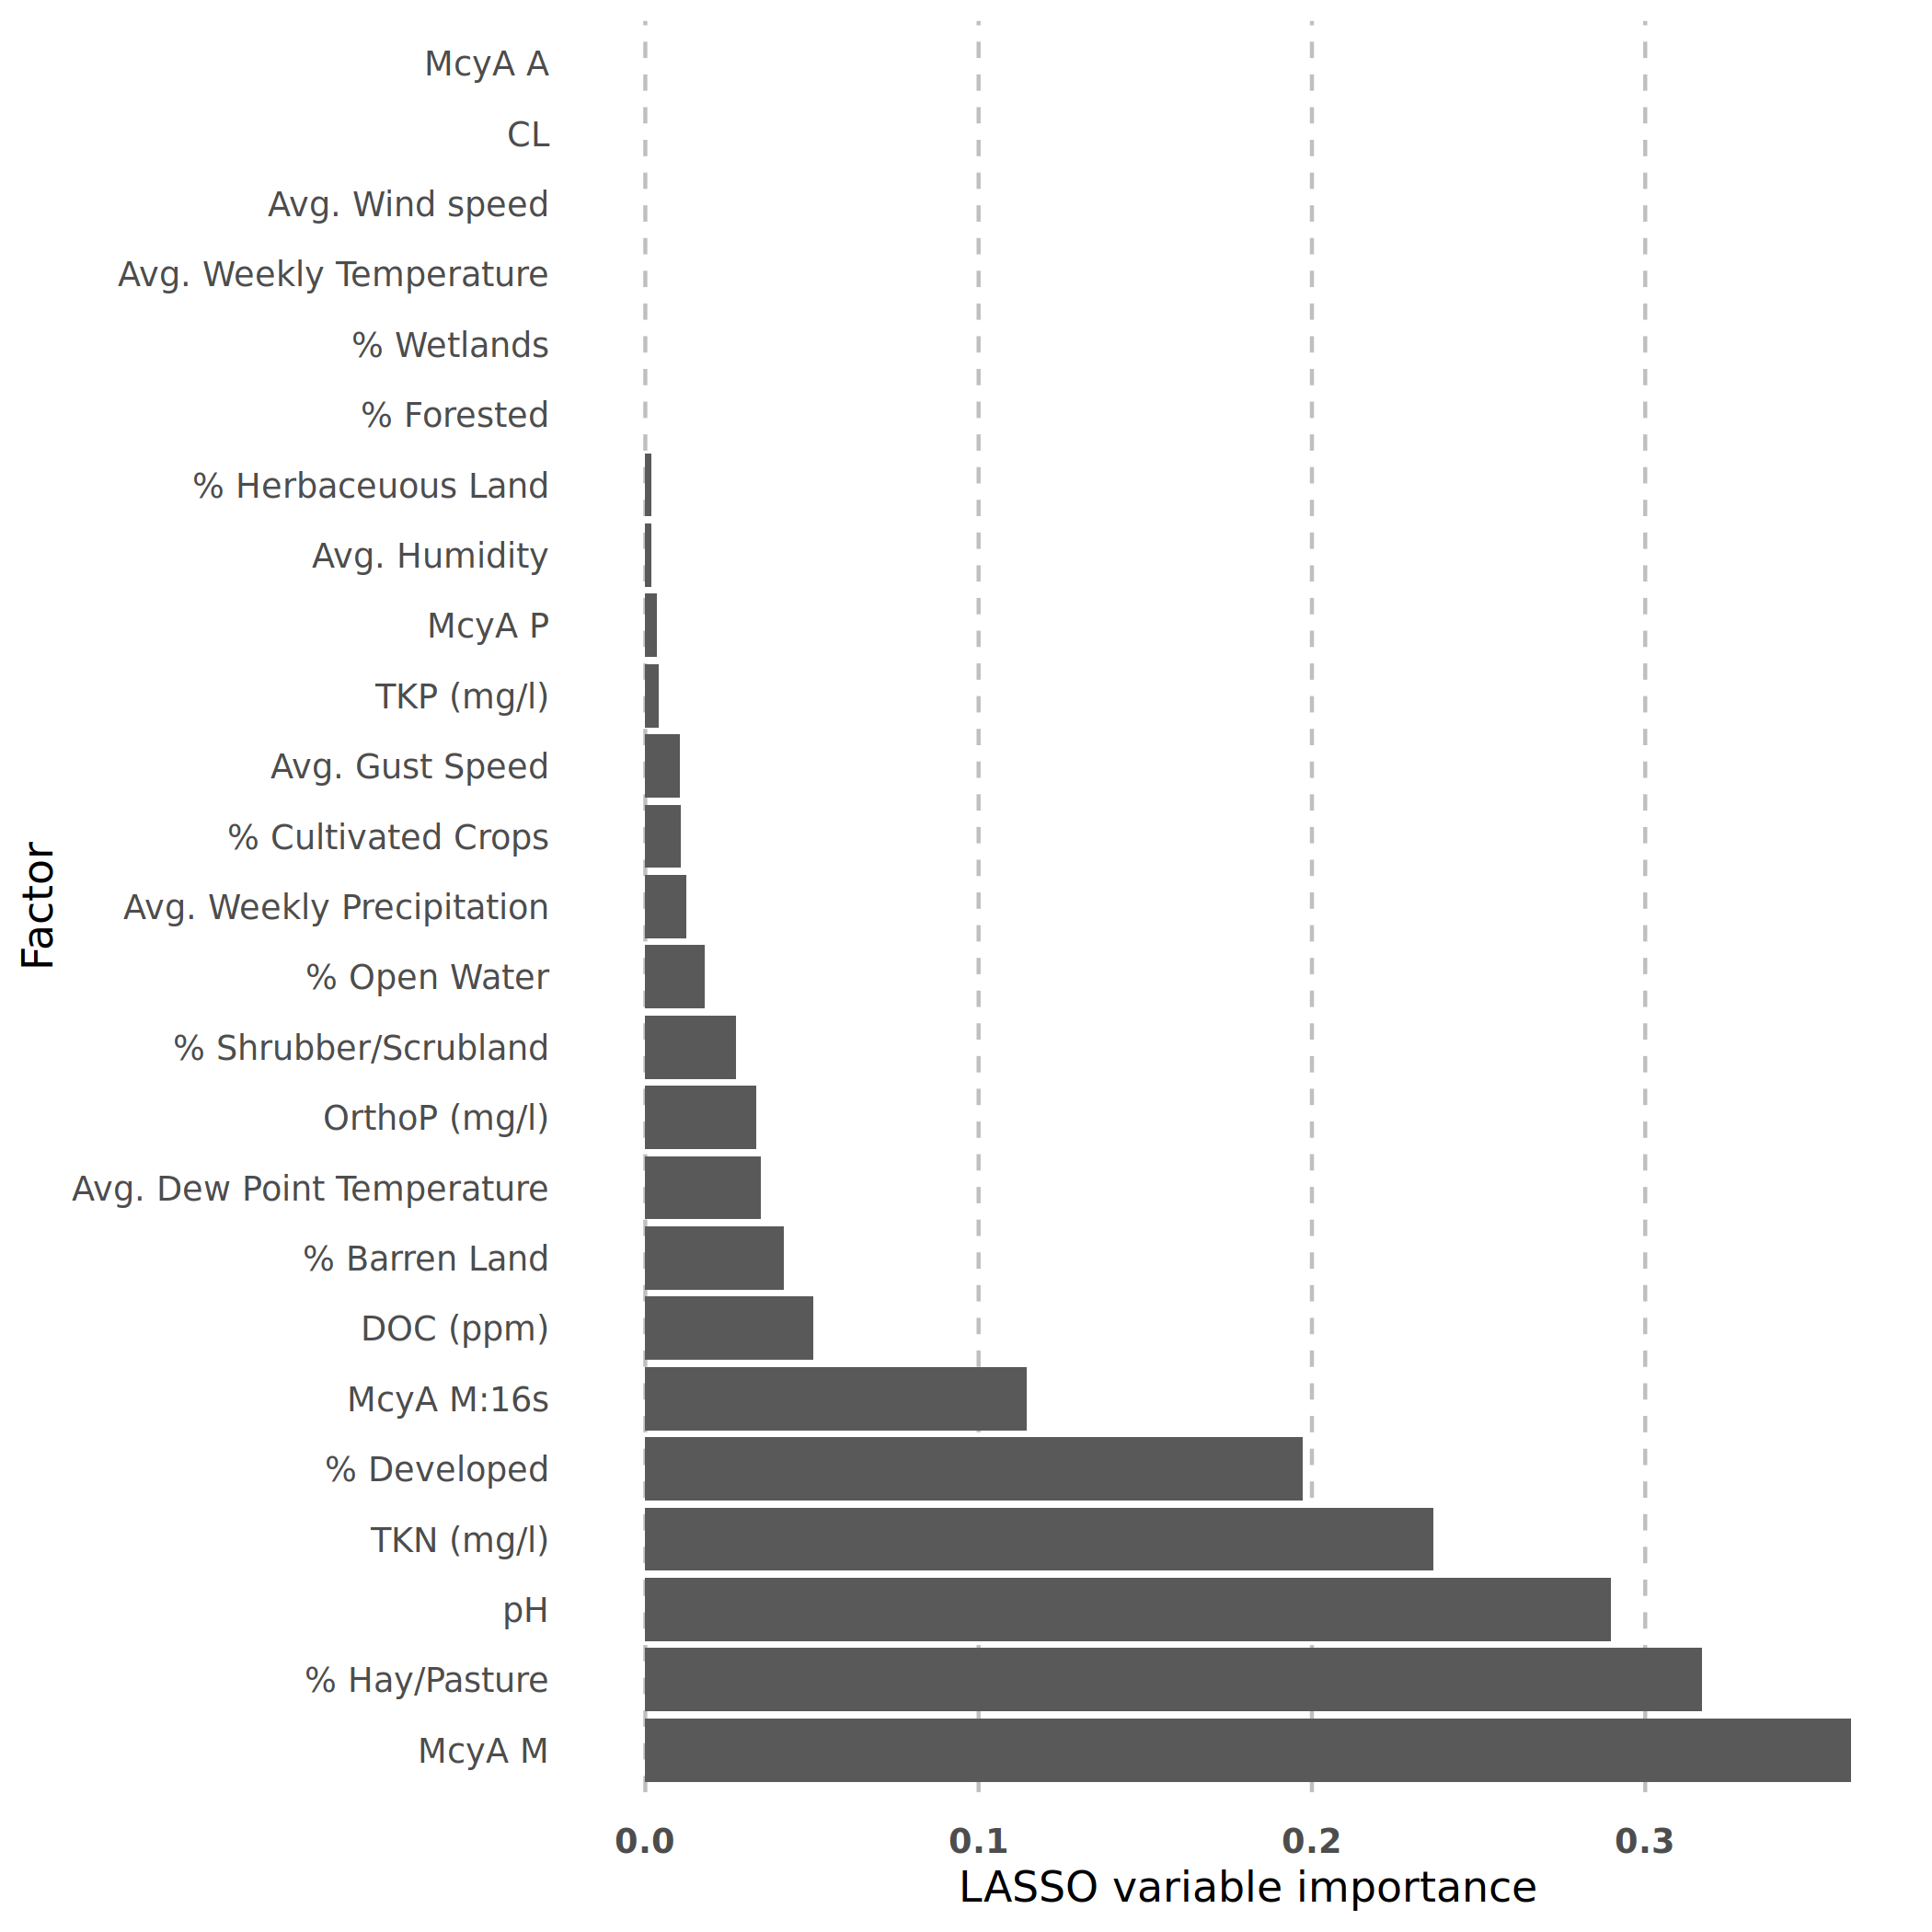 McyA A
CL
Avg. Wind speed
Avg. Weekly Temperature
% Wetlands
% Forested
% Herbaceuous Land
Avg. Humidity
McyA P
TKP (mg/l)
Avg. Gust Speed
% Cultivated Crops
Avg. Weekly Precipitation
% Open Water
% Shrubber/Scrubland
OrthoP (mg/l)
Avg. Dew Point Temperature
% Barren Land
DOC (ppm)
McyA M:16s
% Developed
TKN (mg/l)
pH
% Hay/Pasture
McyA M
Factor
0.0 0.1 0.2 0.3
LASSO variable importance